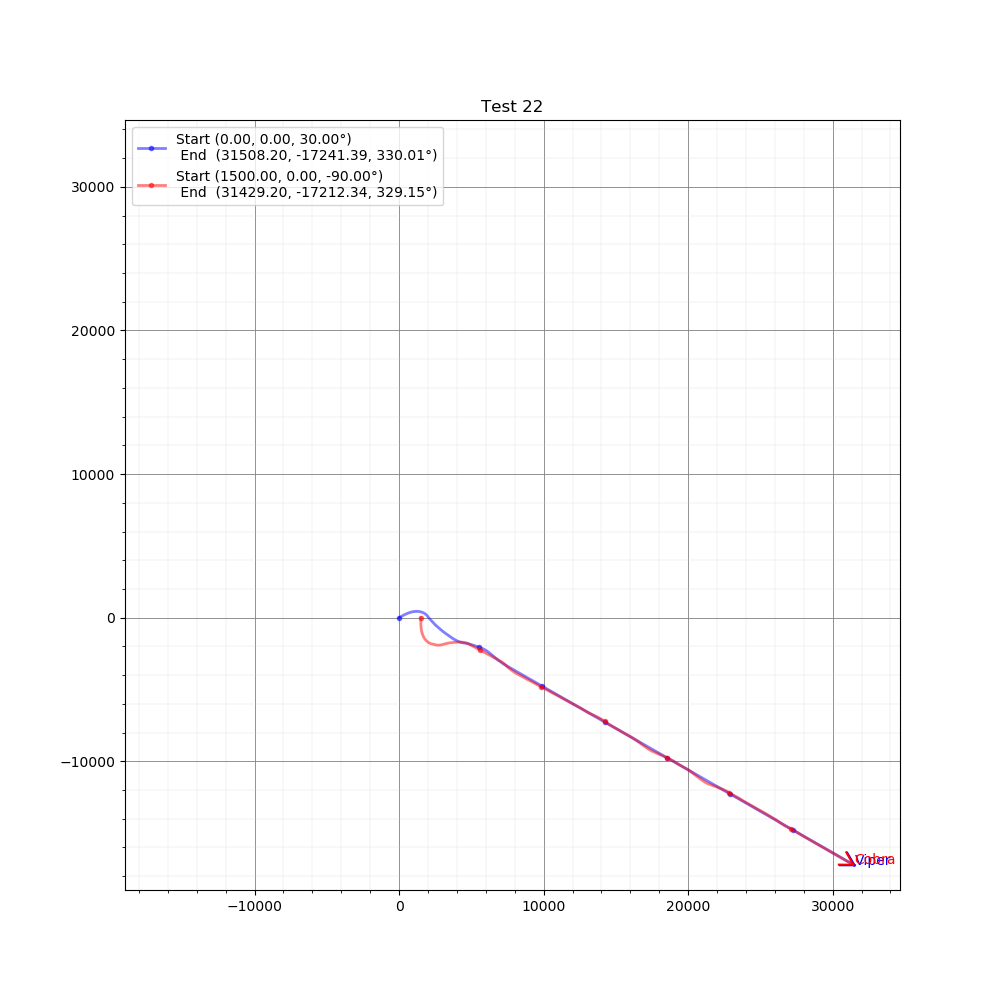 Test 22
Start (0.00, 0.00, 30.00°)
End  (31508.20, -17241.39, 330.01°)
Start (1500.00, 0.00, -90.00°)
End  (31429.20, -17212.34, 329.15°)
30000
20000
10000
0
−10000
Viper
Cobra
−10000
0
10000
20000
30000